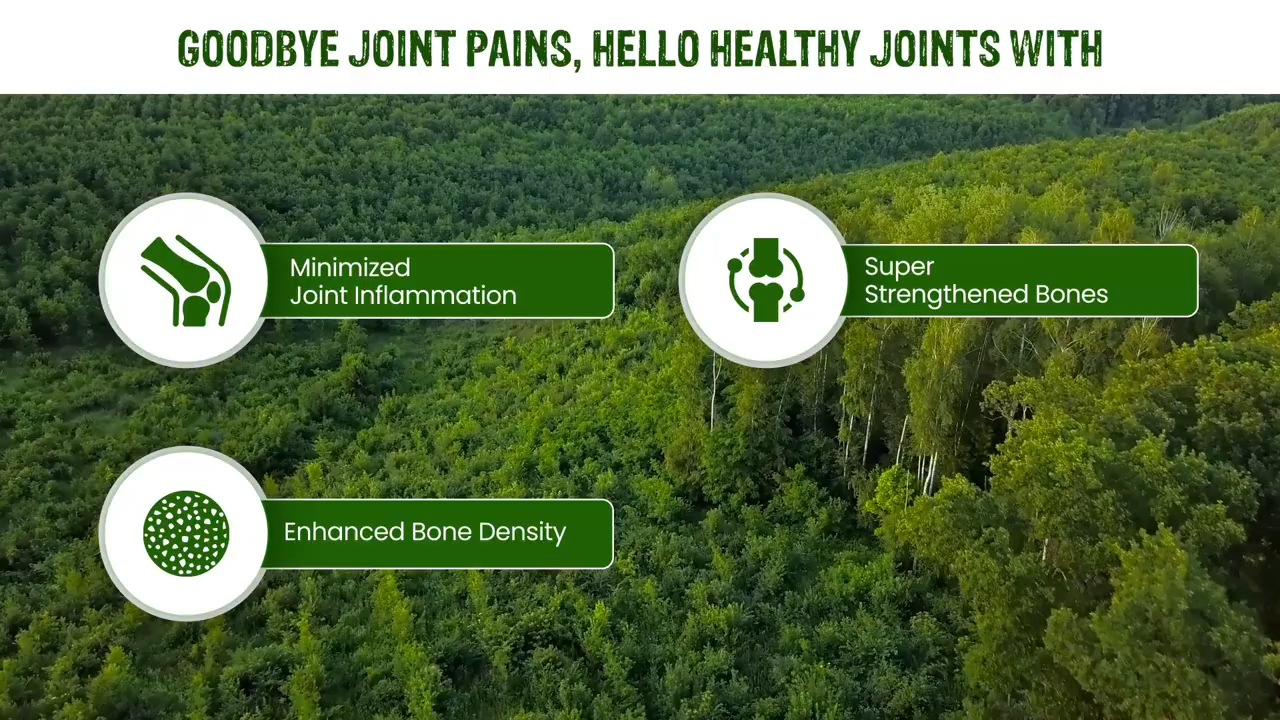 GOODBYE JOINT PAINS, HELLO HEALTHY JOINTS WITH
Minimized
Joint Inflammation
Super
Strengthened Bones
Enhanced Bone Density